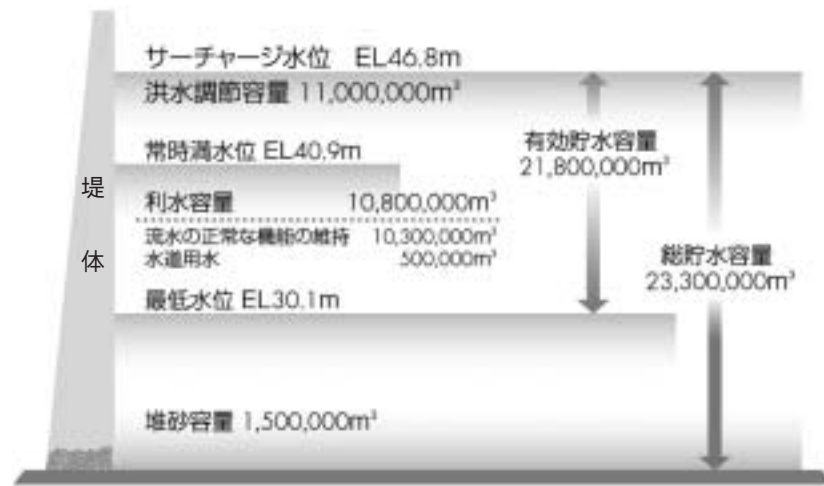 サーチャージ水位 EL46.8m
洪水調節容量 11,000,000m³
常時満水位 EL40.9m
利水容量 10,800,000m³
流水の正常な機能の維持 10,300,000m³
水道用水 500,000m³
最低水位 EL30.1m
堆砂容量 1,500,000m³
堤体
有効貯水容量
21,800,000m³
総貯水容量
23,300,000m³